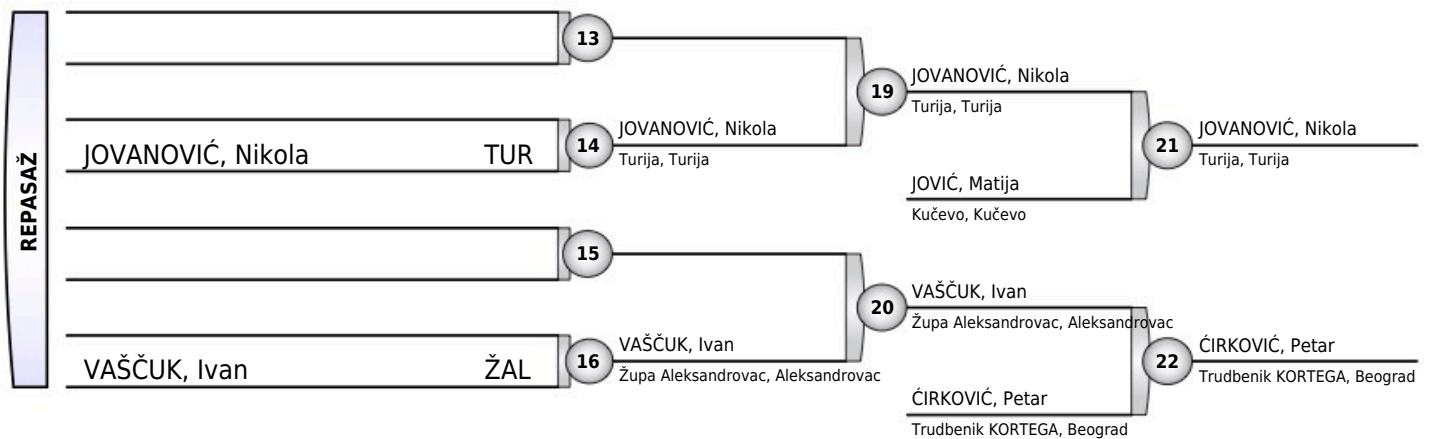 REPASAŽ
13
JOVANOVIĆ, Nikola TUR
14
15
VAŠČUK, Ivan ŽAL
16
JOVANOVIĆ, Nikola
Turija, Turija
VAŠČUK, Ivan
Župa Aleksandrovac, Aleksandrovac
19
20
JOVANOVIĆ, Nikola
Turija, Turija
JOVIĆ, Matija
Kučevo, Kučevo
VAŠČUK, Ivan
Župa Aleksandrovac, Aleksandrovac
ĆIRKOVIĆ, Petar
Trudbenik KORTEGA, Beograd
21
22
JOVANOVIĆ, Nikola
Turija, Turija
ĆIRKOVIĆ, Petar
Trudbenik KORTEGA, Beograd